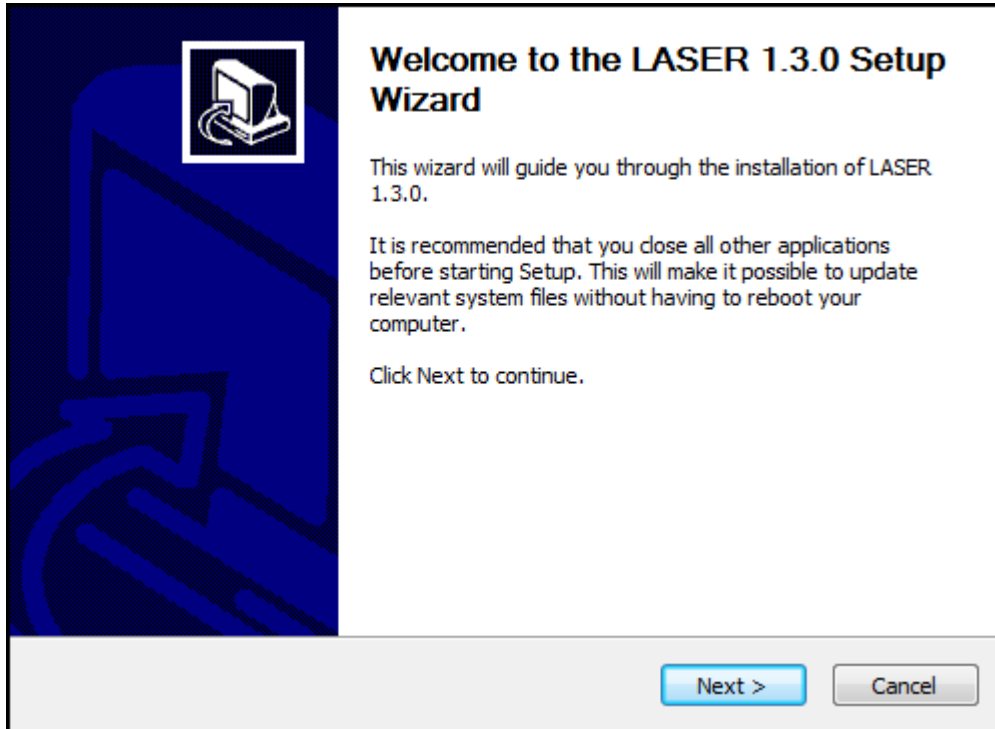 Welcome to the LASER 1.3.0 Setup
Wizard
This wizard will guide you through the installation of LASER
1.3.0.
It is recommended that you close all other applications
before starting Setup. This will make it possible to update
relevant system files without having to reboot your
computer.
Click Next to continue.
Next >
Cancel